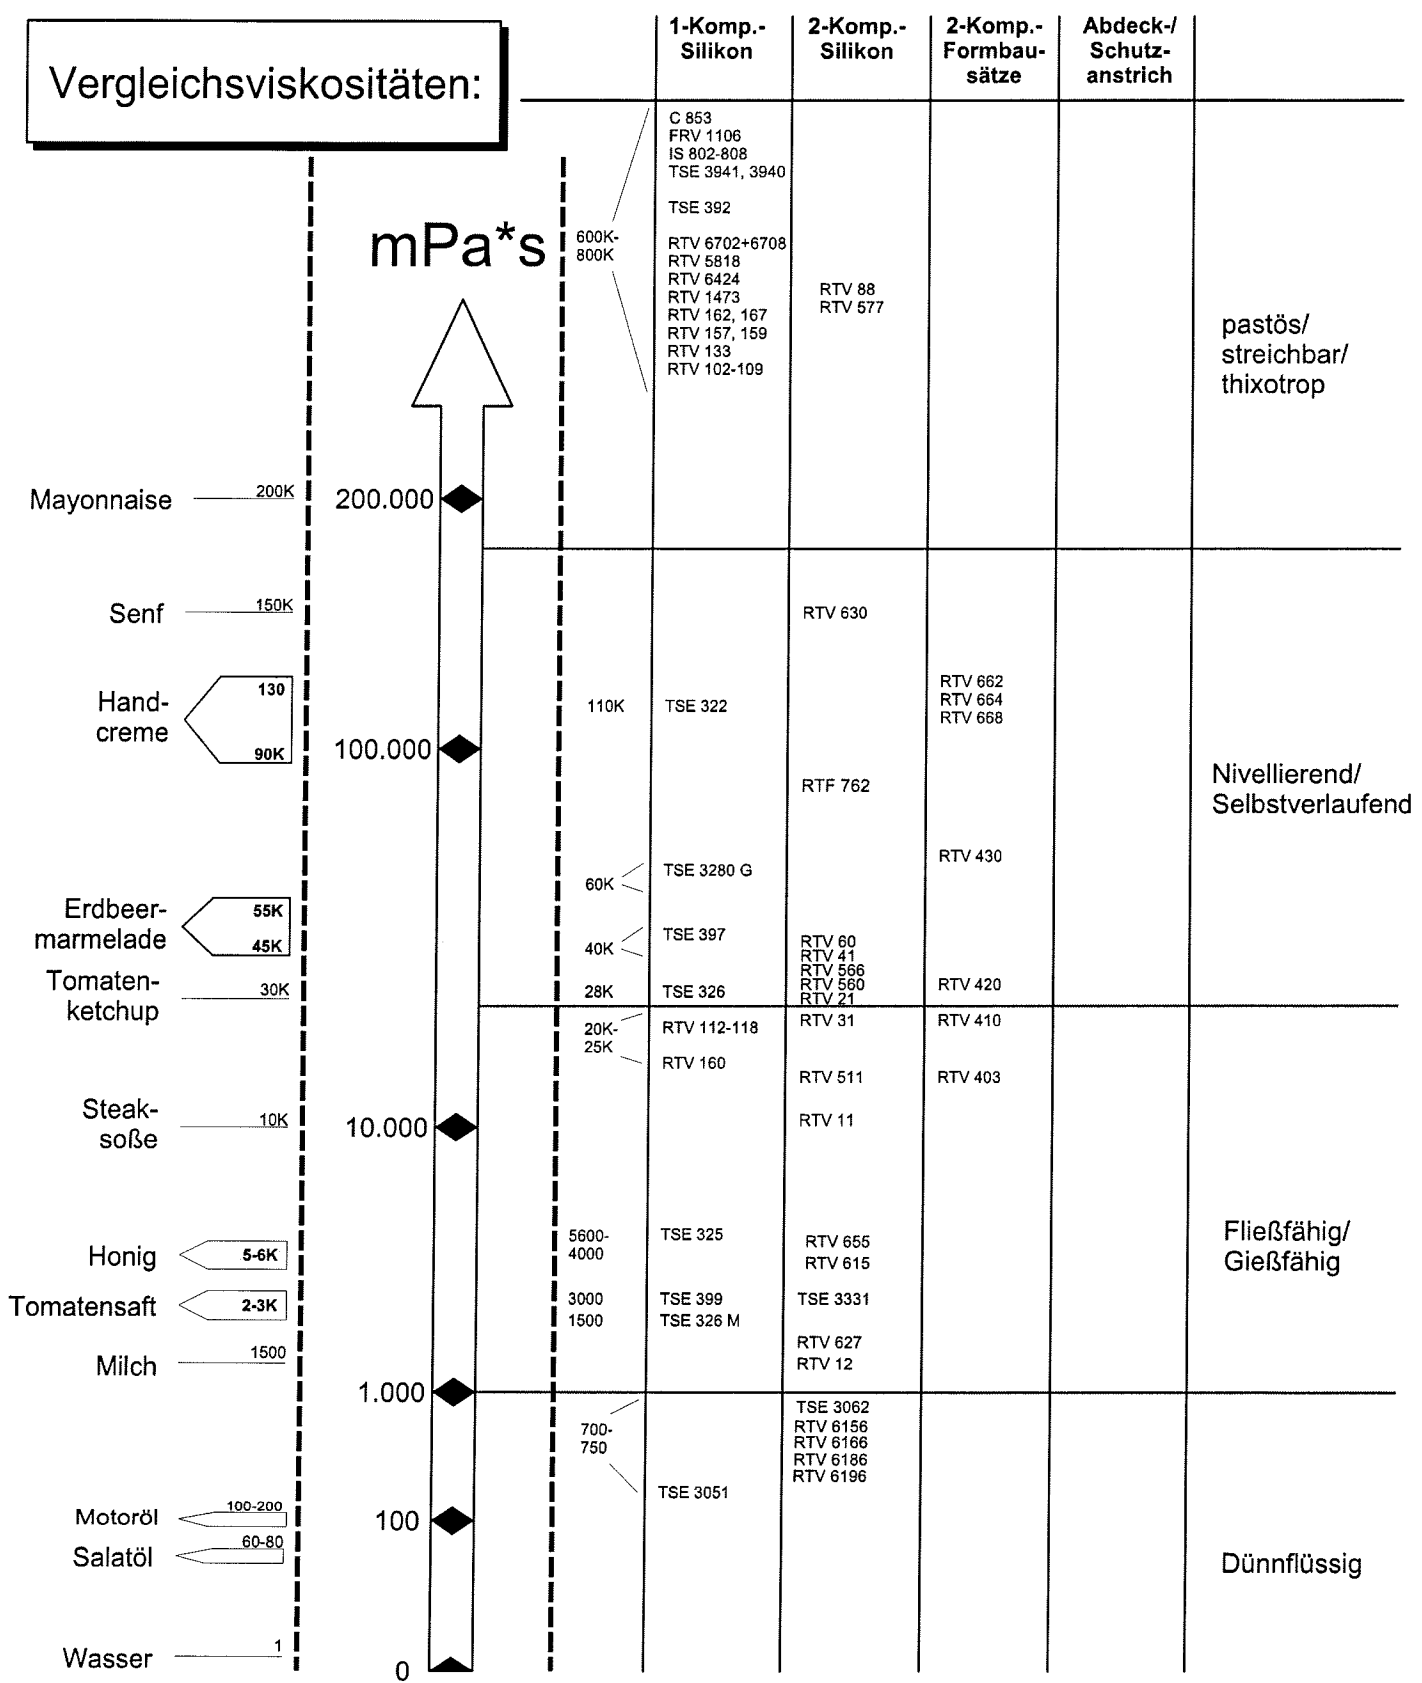 Vergleichsviskositäten:
1-Komp.-
Silikon
2-Komp.-
Silikon
2-Komp.-
Formbau-
sätze
Abdeck-/
Schutz-
anstrich
mPa*s
600K-
800K
C 853
FRV 1106
IS 802-808
TSE 3941, 3940
TSE 392
RTV 6702+6708
RTV 5818
RTV 6424
RTV 1473
RTV 162, 167
RTV 157, 159
RTV 133
RTV 102-109
RTV 88
RTV 577
pastös/
streichbar/
thixotrop
Mayonnaise
200K
200.000
Senf
150K
RTV 630
Hand-
creme
130
90K
110K
TSE 322
RTV 662
RTV 664
RTV 668
100.000
RTF 762
Nivellierend/
Selbstverlaufend
RTV 430
60K
TSE 3280 G
Erdbeer-
marmelade
55K
45K
40K
TSE 397
RTV 60
RTV 41
RTV 566
RTV 560
RTV 21
Tomaten-
ketchup
30K
28K
TSE 326
RTV 420
20K-
25K
RTV 112-118
RTV 160
RTV 31
RTV 410
RTV 511
RTV 403
Steak-
soße
10K
10.000
RTV 11
Honig
5-6K
5600-
4000
TSE 325
RTV 655
RTV 615
Fließfähig/
Gießfähig
Tomatensaft
2-3K
3000
TSE 399
TSE 3331
1500
TSE 326 M
Milch
1500
RTV 627
RTV 12
1.000
700-
750
TSE 3062
RTV 6156
RTV 6166
RTV 6186
RTV 6196
TSE 3051
Motoröl
100-200
100
Salatöl
60-80
Dünnflüssig
Wasser
1
0